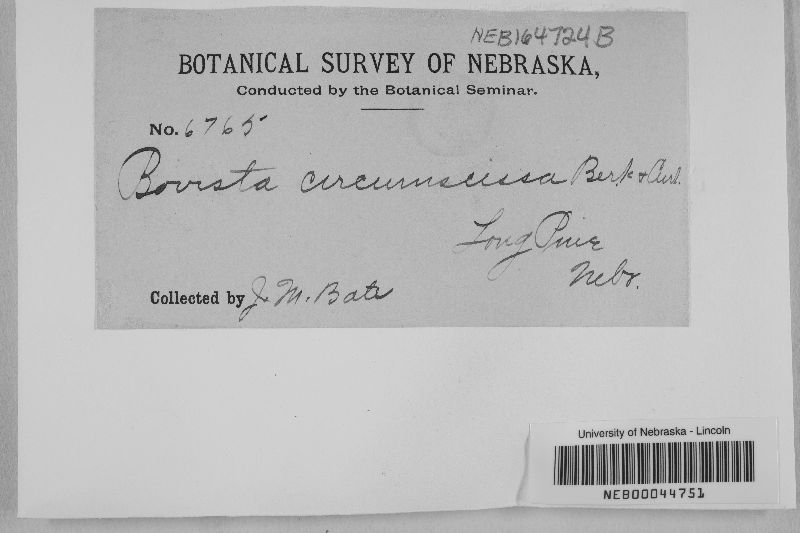 NEB164724B
BOTANICAL SURVEY OF NEBRASKA,
Conducted by the Botanical Seminar.
No. 6765
Bovista circumscissa Berk & Curt.
Long Pine
Nebr.
Collected by J. M. Bates
University of Nebraska - Lincoln
NEB00044751